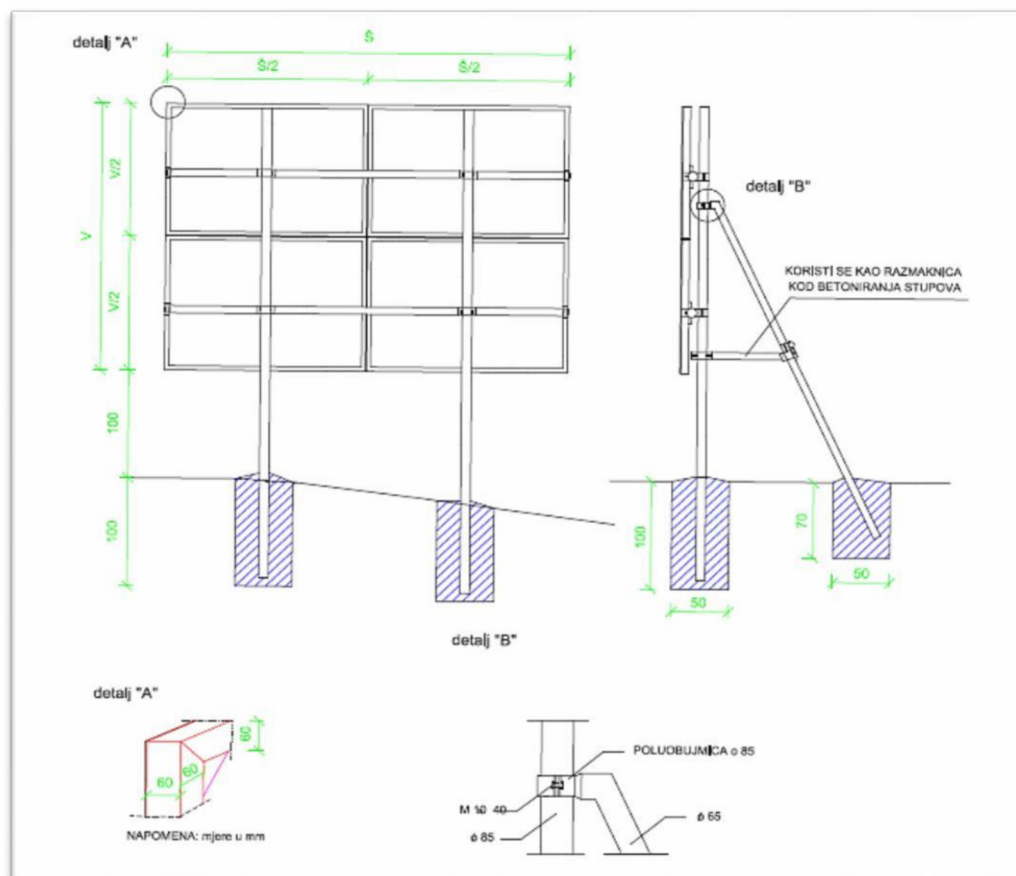 detalj "A"
Š
Š/2
Š/2
V
V/2
V/2
100
100
detalj "B"
KORISTI SE KAO RAZMAKNICA
KOD BETONIRANJA STUPOVA
100
50
70
50
detalj "B"
detalj "A"
60
60
60
NAPOMENA: mjere u mm
POLUOBUJMICA o 85
M 10 40
ϕ 85
ϕ 65